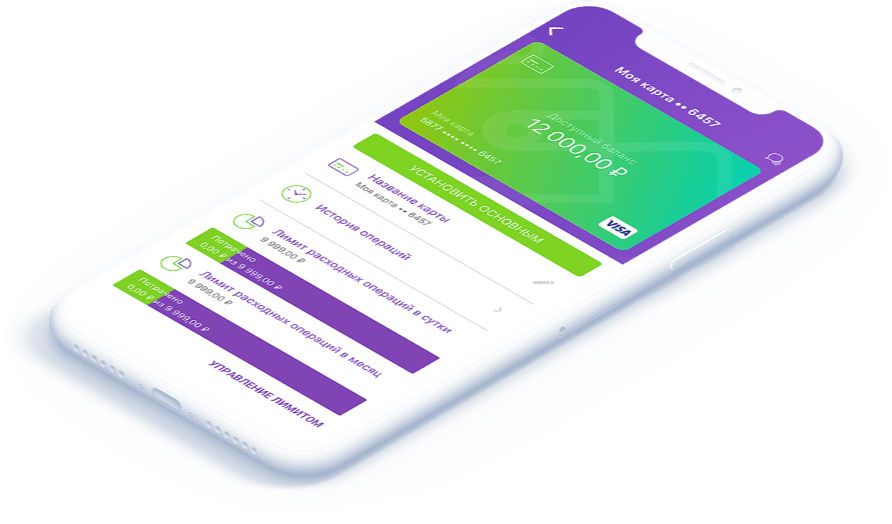 Моя карта •• 6457
Доступный баланс
12 000,00 ₽
Моя карта
5877 •••• •••• 6457
VISA
УСТАНОВИТЬ ОСНОВНЫМ
Название карты
Моя карта •• 6457
История операций
Лимит расходных операций в сутки
9 999,00 ₽
Потрачено
0,00 ₽ из 9 999,00 ₽
Лимит расходных операций в месяц
9 999,00 ₽
Потрачено
0,00 ₽ из 9 999,00 ₽
УПРАВЛЕНИЕ ЛИМИТОМ